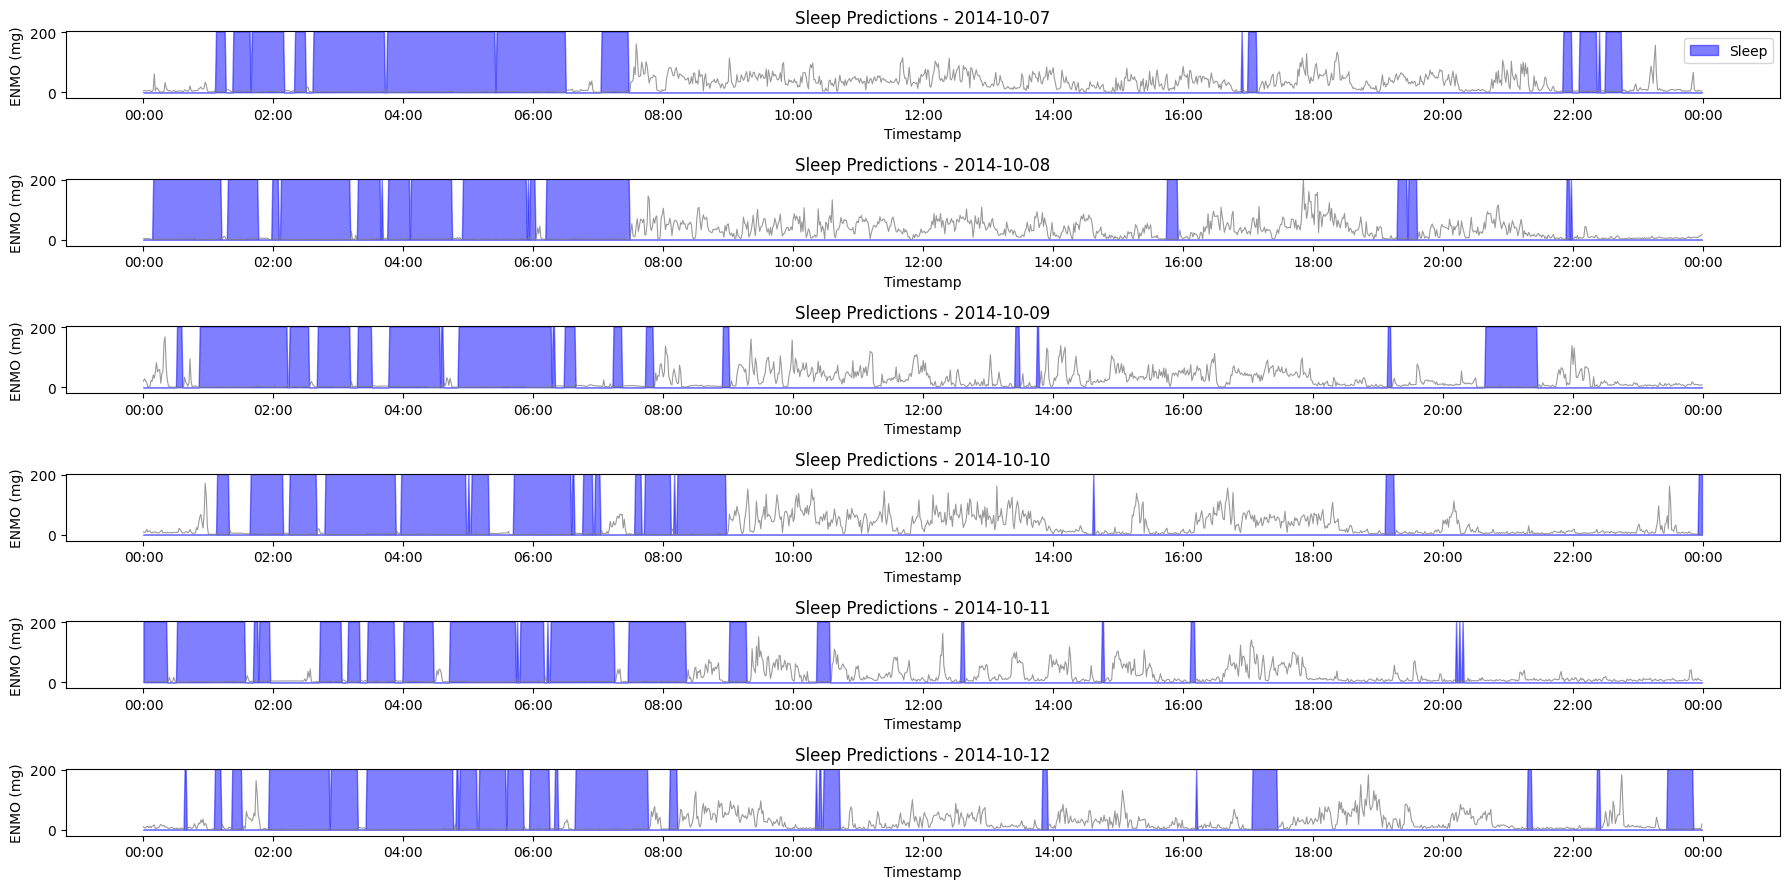 Sleep Predictions - 2014-10-07
ENMO (mg)
200
0
Sleep
00:00 02:00 04:00 06:00 08:00 10:00 12:00 14:00 16:00 18:00 20:00 22:00 00:00
Timestamp
Sleep Predictions - 2014-10-08
ENMO (mg)
200
0
00:00 02:00 04:00 06:00 08:00 10:00 12:00 14:00 16:00 18:00 20:00 22:00 00:00
Timestamp
Sleep Predictions - 2014-10-09
ENMO (mg)
200
0
00:00 02:00 04:00 06:00 08:00 10:00 12:00 14:00 16:00 18:00 20:00 22:00 00:00
Timestamp
Sleep Predictions - 2014-10-10
ENMO (mg)
200
0
00:00 02:00 04:00 06:00 08:00 10:00 12:00 14:00 16:00 18:00 20:00 22:00 00:00
Timestamp
Sleep Predictions - 2014-10-11
ENMO (mg)
200
0
00:00 02:00 04:00 06:00 08:00 10:00 12:00 14:00 16:00 18:00 20:00 22:00 00:00
Timestamp
Sleep Predictions - 2014-10-12
ENMO (mg)
200
0
00:00 02:00 04:00 06:00 08:00 10:00 12:00 14:00 16:00 18:00 20:00 22:00 00:00
Timestamp